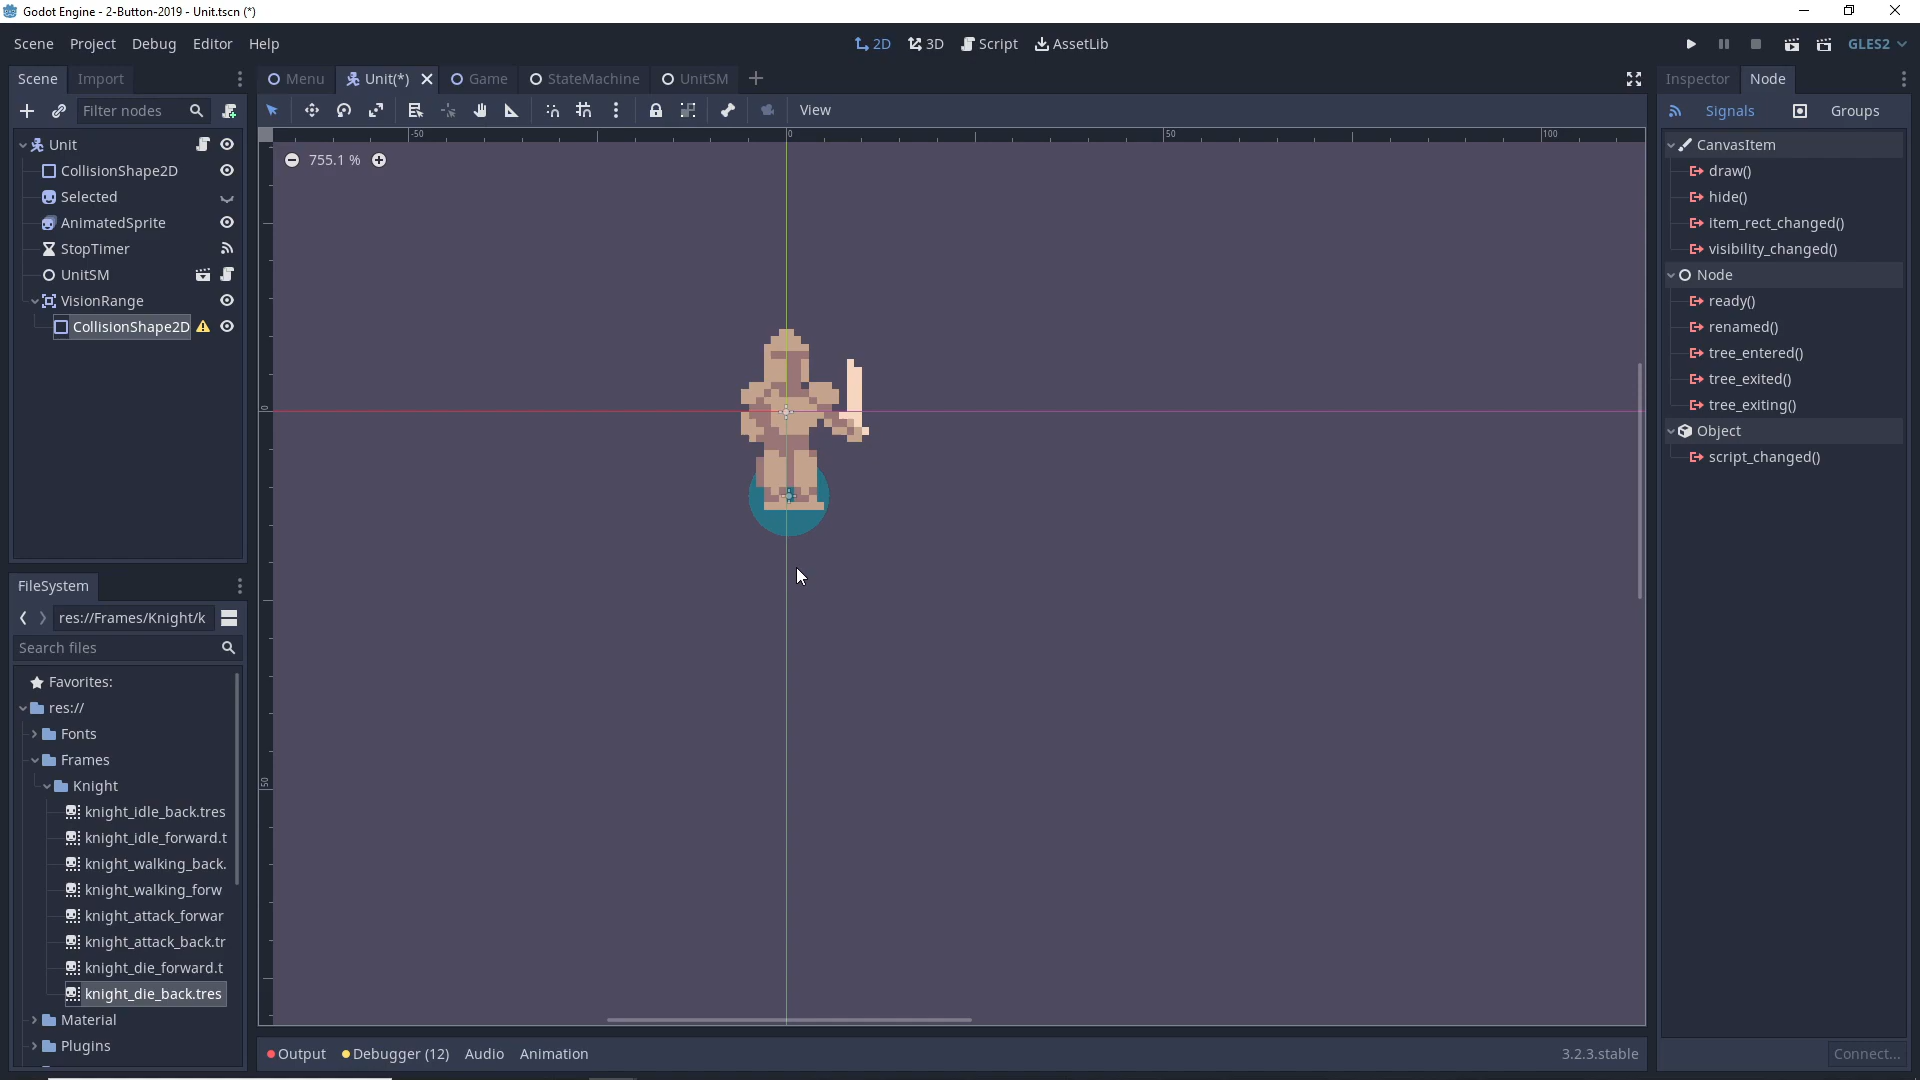 Godot Engine - 2-Button-2019 - Unit.tscn (*)
Scene Project Debug Editor Help
2D 3D Script AssetLib
GLES2
Scene Import
Menu Unit(*) Game StateMachine UnitSM
Inspector Node
Filter nodes
View
Signals Groups
Unit
CollisionShape2D
Selected
AnimatedSprite
StopTimer
UnitSM
VisionRange
CollisionShape2D
-50 0 50 100
755.1 %
0
50
CanvasItem
draw()
hide()
item_rect_changed()
visibility_changed()
Node
ready()
renamed()
tree_entered()
tree_exited()
tree_exiting()
Object
script_changed()
FileSystem
res://Frames/Knight/k
Search files
Favorites:
res://
Fonts
Frames
Knight
knight_idle_back.tres
knight_idle_forward.t
knight_walking_back.
knight_walking_forw
knight_attack_forwar
knight_attack_back.tr
knight_die_forward.t
knight_die_back.tres
Material
Plugins
Output Debugger (12) Audio Animation
3.2.3.stable
Connect...